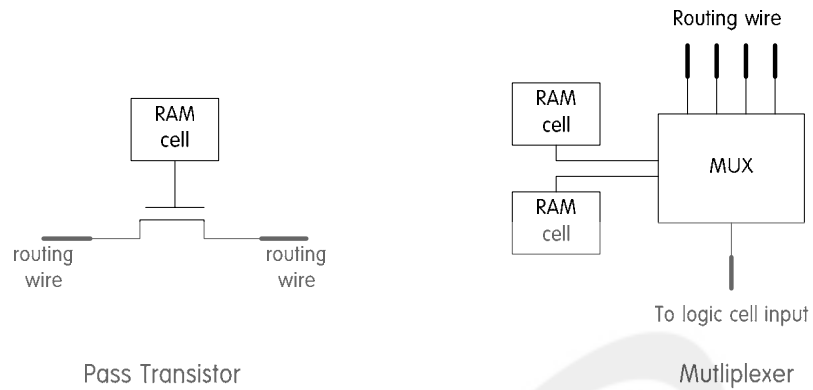 Routing wire
RAM
cell
RAM
cell
MUX
RAM
cell
routing
wire
routing
wire
To logic cell input
Pass Transistor
Mutliplexer